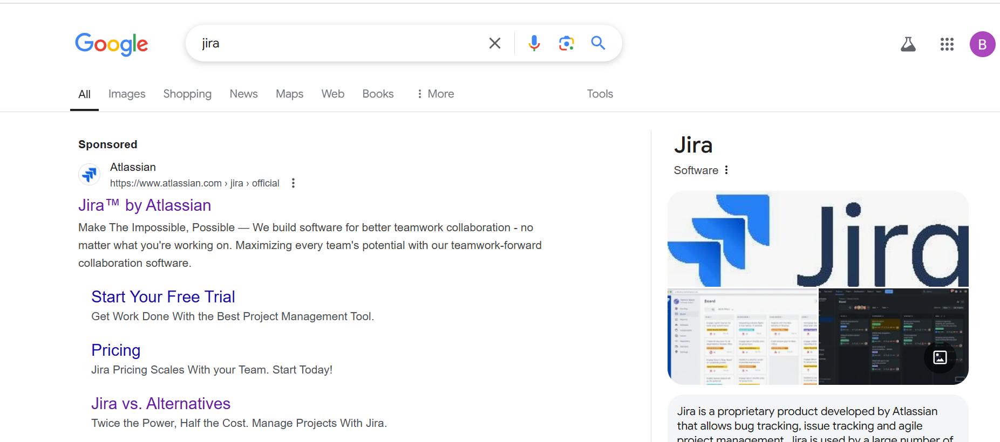 Google
jira
B
All
Images
Shopping
News
Maps
Web
Books
More
Tools
Sponsored
Atlassian
https://www.atlassian.com › jira › official
Jira™ by Atlassian
Make The Impossible, Possible — We build software for better teamwork collaboration - no
matter what you're working on. Maximizing every team's potential with our teamwork-forward
collaboration software.
Start Your Free Trial
Get Work Done With the Best Project Management Tool.
Pricing
Jira Pricing Scales With your Team. Start Today!
Jira vs. Alternatives
Twice the Power, Half the Cost. Manage Projects With Jira.
Jira
Software
Jira
Board
Jira is a proprietary product developed by Atlassian
that allows bug tracking, issue tracking and agile
project management. Jira is used by a large number of